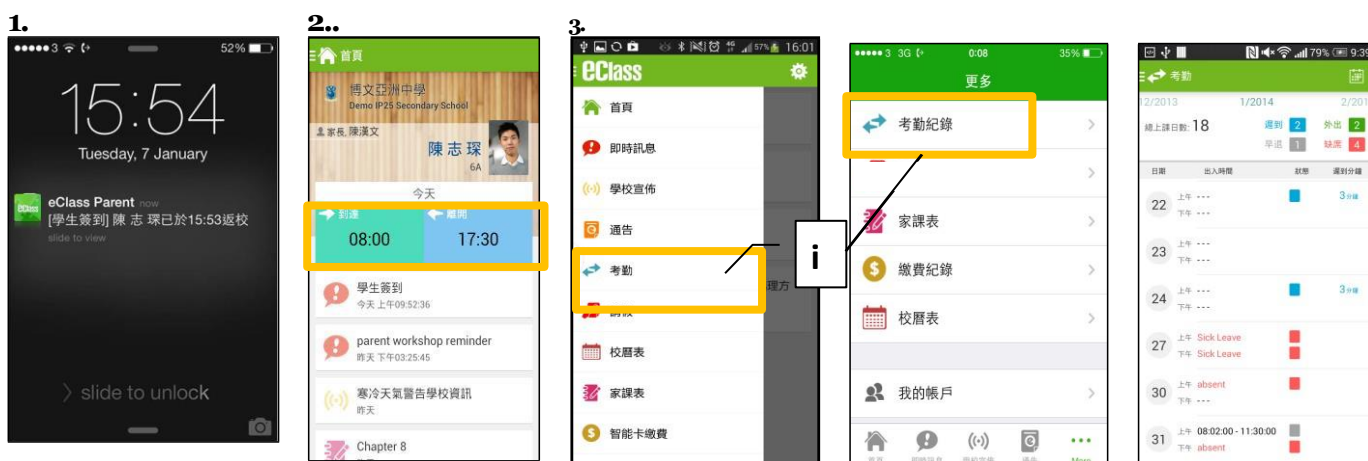 1.
3 52%
15:54
Tuesday, 7 January
eClass Parent now
[學生簽到] 陳 志 琛已於15:53返校
slide to view
slide to unlock
2..
首頁
博文亞洲中學
Demo IP25 Secondary School
家長, 陳漢文
陳 志 琛
6A
今天
到達 離開
08:00 17:30
學生簽到
今天 上午09:52:36
parent workshop reminder
昨天 下午03:25:45
寒冷天氣警告學校資訊
昨天
Chapter 8
3.
4G 57% 16:01
eClass
首頁
即時訊息
學校宣佈
通告
考勤
理方
校曆表
家課表
智能卡繳費
i
3 3G 0:08 35%
更多
考勤紀錄
家課表
繳費紀錄
校曆表
我的帳戶
More
79% 9:39
考勤
12/2013 1/2014 2/201
總上課日數: 18 遲到 2 外出 2
早退 1 缺席 4
日期 出入時間 狀態 遲到分鐘
22 上午 --- 3分鐘
下午 ---
23 上午 ---
下午 ---
24 上午 --- 3分鐘
下午 ---
27 上午 Sick Leave
下午 Sick Leave
30 上午 absent
下午 ---
31 上午 08:02:00 - 11:30:00
下午 absent